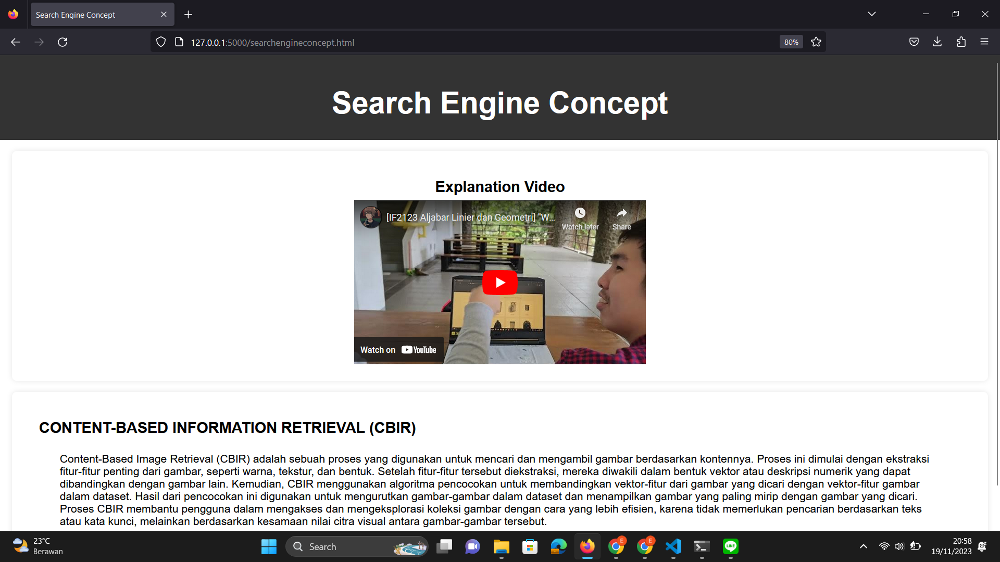 Search Engine Concept
127.0.0.1:5000/searchengineconcept.html
80%
Search Engine Concept
Explanation Video
[IF2123 Aljabar Linier dan Geometri] "W...
Watch later
Share
Watch on YouTube
CONTENT-BASED INFORMATION RETRIEVAL (CBIR)
Content-Based Image Retrieval (CBIR) adalah sebuah proses yang digunakan untuk mencari dan mengambil gambar berdasarkan kontennya. Proses ini dimulai dengan ekstraksi
fitur-fitur penting dari gambar, seperti warna, tekstur, dan bentuk. Setelah fitur-fitur tersebut diekstraksi, mereka diwakili dalam bentuk vektor atau deskripsi numerik yang dapat
dibandingkan dengan gambar lain. Kemudian, CBIR menggunakan algoritma pencocokan untuk membandingkan vektor-fitur dari gambar yang dicari dengan vektor-fitur gambar
dalam dataset. Hasil dari pencocokan ini digunakan untuk mengurutkan gambar-gambar dalam dataset dan menampilkan gambar yang paling mirip dengan gambar yang dicari.
Proses CBIR membantu pengguna dalam mengakses dan mengeksplorasi koleksi gambar dengan cara yang lebih efisien, karena tidak memerlukan pencarian berdasarkan teks
atau kata kunci, melainkan berdasarkan kesamaan nilai citra visual antara gambar-gambar tersebut.
23°C
Berawan
Search
E
E
LINE
20:58
19/11/2023